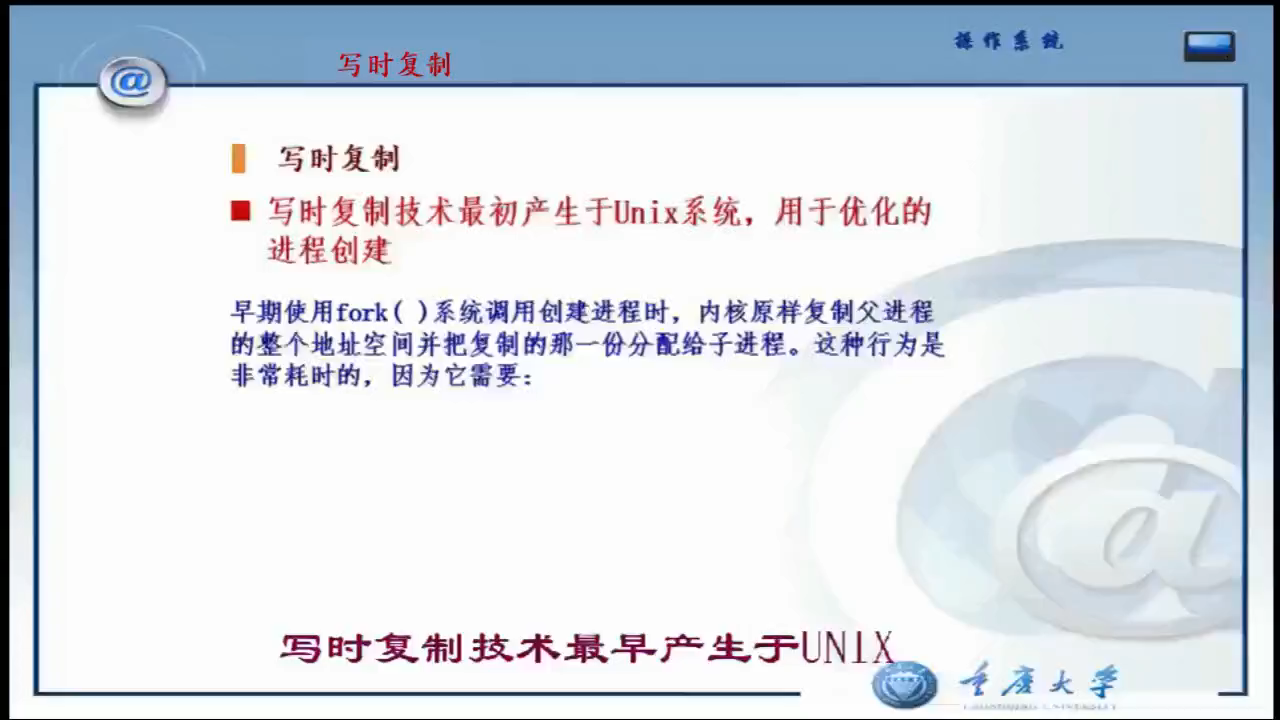 操作系统
写时复制
写时复制
写时复制技术最初产生于Unix系统，用于优化的
进程创建
早期使用fork( )系统调用创建进程时，内核原样复制父进程
的整个地址空间并把复制的那一份分配给子进程。这种行为是
非常耗时的，因为它需要：
写时复制技术最早产生于UNIX
重庆大学